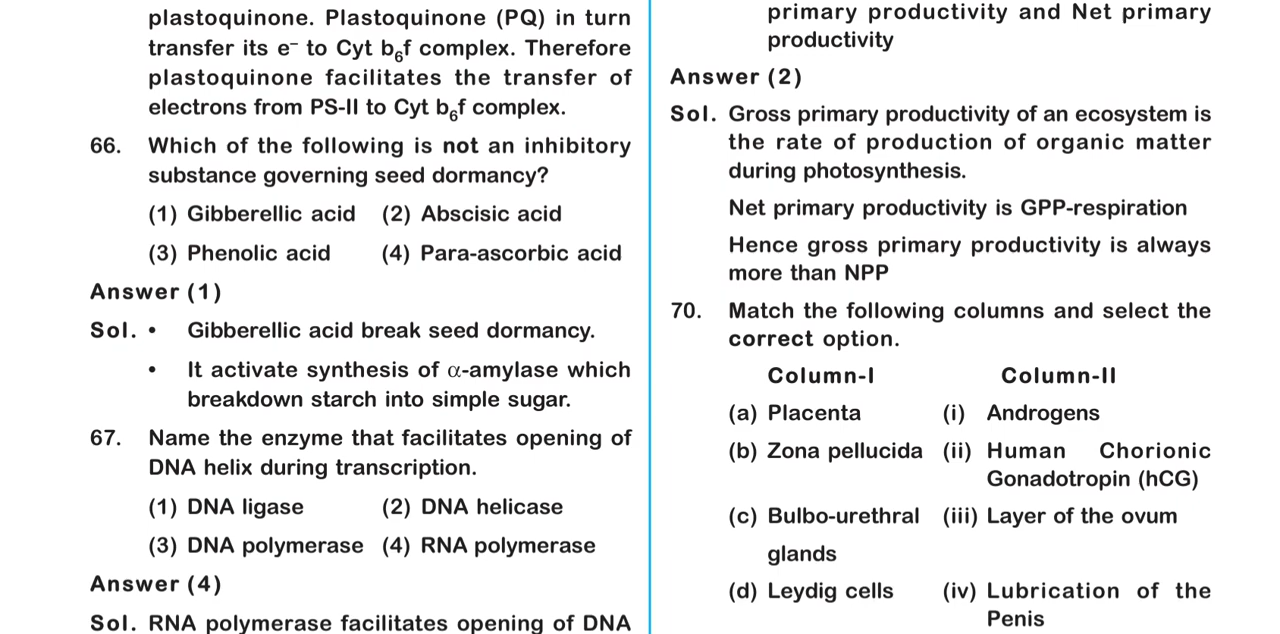 plastoquinone. Plastoquinone (PQ) in turn
transfer its e⁻ to Cyt b₆f complex. Therefore
plastoquinone facilitates the transfer of
electrons from PS-II to Cyt b₆f complex.
66. Which of the following is not an inhibitory
substance governing seed dormancy?
(1) Gibberellic acid (2) Abscisic acid
(3) Phenolic acid (4) Para-ascorbic acid
Answer (1)
Sol. • Gibberellic acid break seed dormancy.
• It activate synthesis of α-amylase which
breakdown starch into simple sugar.
67. Name the enzyme that facilitates opening of
DNA helix during transcription.
(1) DNA ligase (2) DNA helicase
(3) DNA polymerase (4) RNA polymerase
Answer (4)
Sol. RNA polymerase facilitates opening of DNA
primary productivity and Net primary
productivity
Answer (2)
Sol. Gross primary productivity of an ecosystem is
the rate of production of organic matter
during photosynthesis.
Net primary productivity is GPP-respiration
Hence gross primary productivity is always
more than NPP
70. Match the following columns and select the
correct option.
Column-I Column-II
(a) Placenta (i) Androgens
(b) Zona pellucida (ii) Human Chorionic
Gonadotropin (hCG)
(c) Bulbo-urethral (iii) Layer of the ovum
glands
(d) Leydig cells (iv) Lubrication of the
Penis